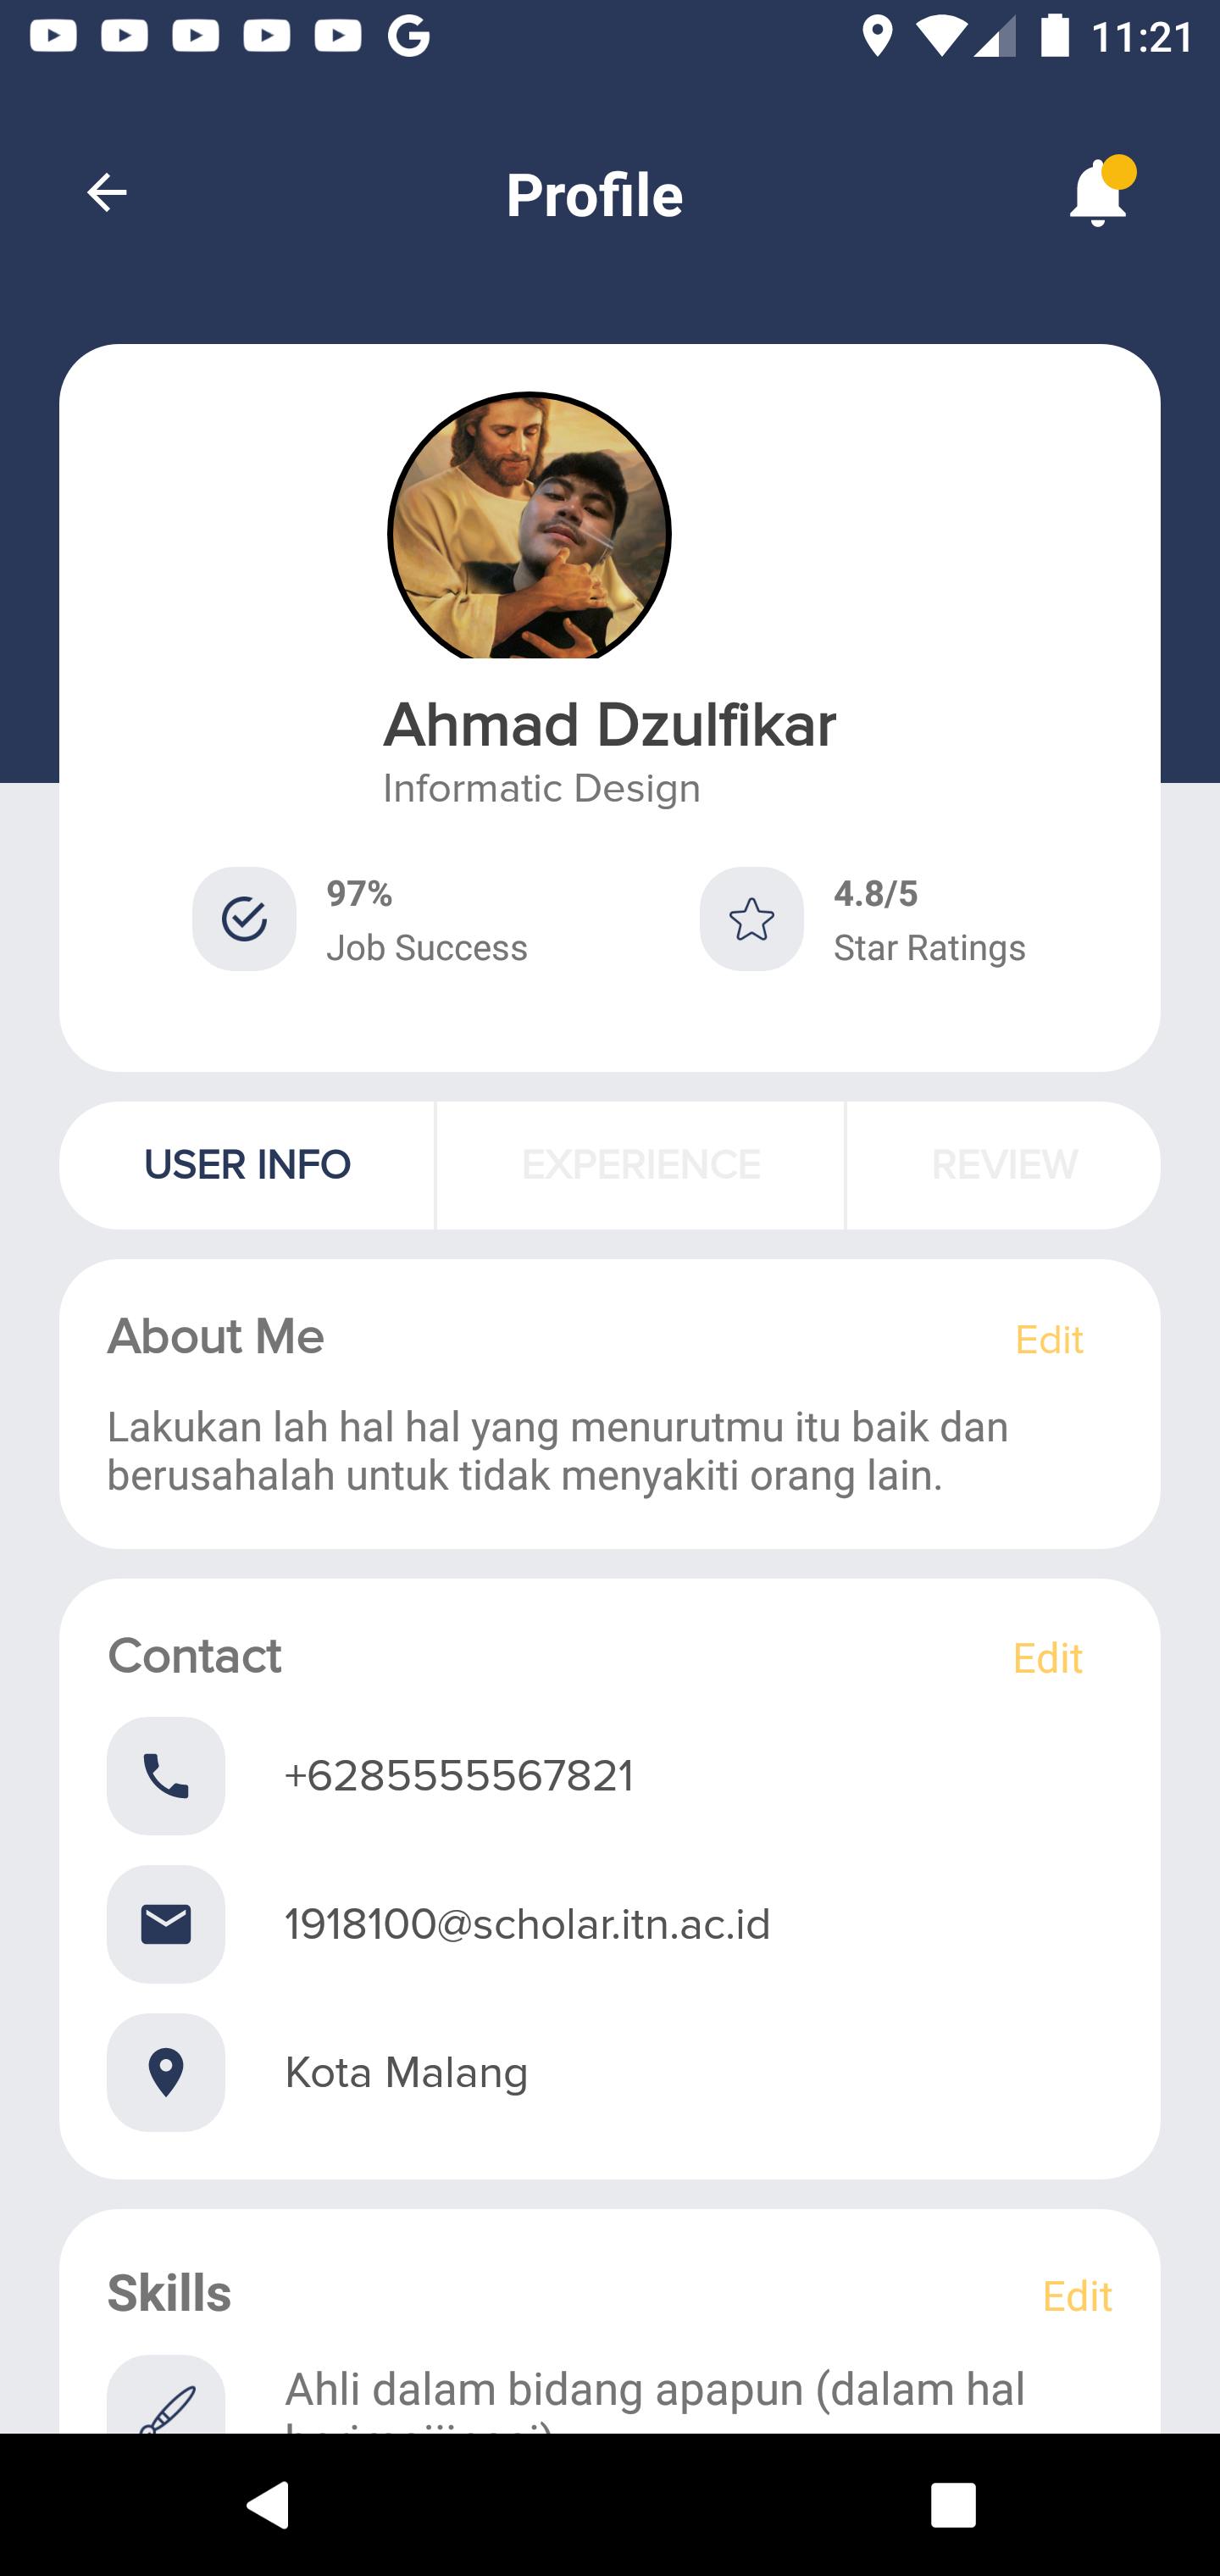 11:21
Profile
Ahmad Dzulfikar
Informatic Design
97%
Job Success
4.8/5
Star Ratings
USER INFO
EXPERIENCE
REVIEW
About Me
Edit
Lakukan lah hal hal yang menurutmu itu baik dan
berusahalah untuk tidak menyakiti orang lain.
Contact
Edit
+6285555567821
1918100@scholar.itn.ac.id
Kota Malang
Skills
Edit
Ahli dalam bidang apapun (dalam hal